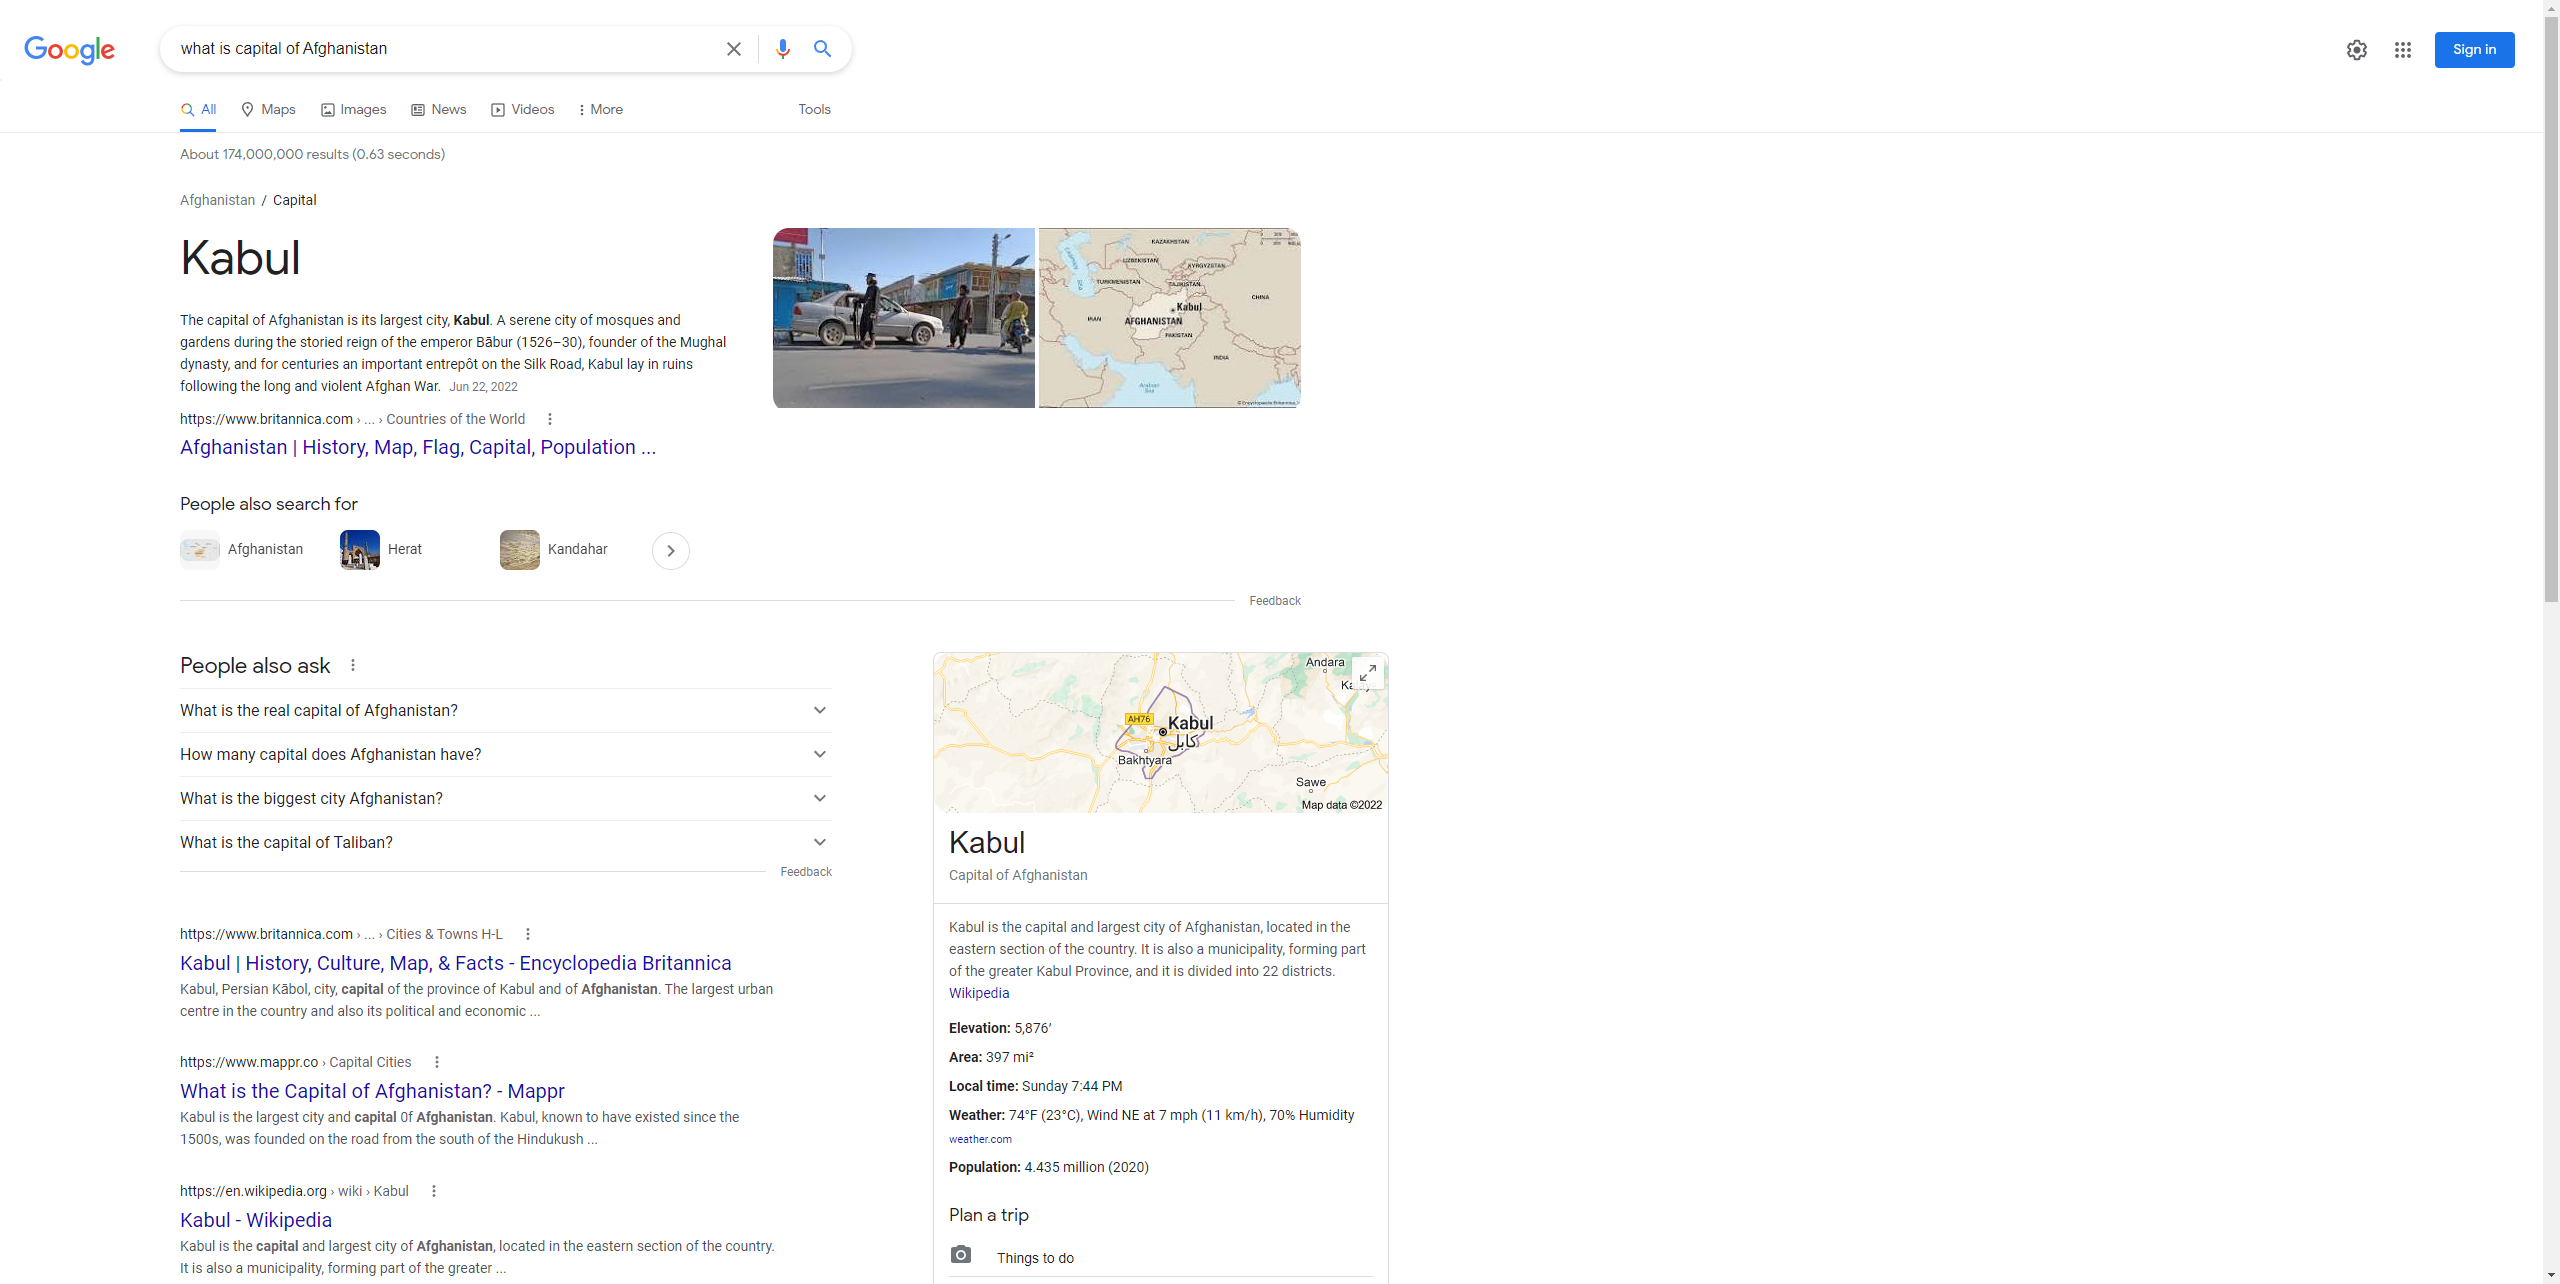 Google
what is capital of Afghanistan
Sign in
All
Maps
Images
News
Videos
More
Tools
About 174,000,000 results (0.63 seconds)
Afghanistan / Capital
Kabul
The capital of Afghanistan is its largest city, Kabul. A serene city of mosques and
gardens during the storied reign of the emperor Bābur (1526–30), founder of the Mughal
dynasty, and for centuries an important entrepôt on the Silk Road, Kabul lay in ruins
following the long and violent Afghan War. Jun 22, 2022
https://www.britannica.com › ... › Countries of the World
Afghanistan | History, Map, Flag, Capital, Population ...
KAZAKHSTAN
UZBEKISTAN
KYRGYZSTAN
TURKMENISTAN
TAJIKISTAN
CHINA
Kabul
IRAN
AFGHANISTAN
PAKISTAN
INDIA
Arabian
Sea
People also search for
Afghanistan
Herat
Kandahar
Feedback
People also ask
What is the real capital of Afghanistan?
How many capital does Afghanistan have?
What is the biggest city Afghanistan?
What is the capital of Taliban?
Feedback
https://www.britannica.com › ... › Cities & Towns H-L
Kabul | History, Culture, Map, & Facts - Encyclopedia Britannica
Kabul, Persian Kābol, city, capital of the province of Kabul and of Afghanistan. The largest urban
centre in the country and also its political and economic ...
https://www.mappr.co › Capital Cities
What is the Capital of Afghanistan? - Mappr
Kabul is the largest city and capital 0f Afghanistan. Kabul, known to have existed since the
1500s, was founded on the road from the south of the Hindukush ...
https://en.wikipedia.org › wiki › Kabul
Kabul - Wikipedia
Kabul is the capital and largest city of Afghanistan, located in the eastern section of the country.
It is also a municipality, forming part of the greater ...
Andara
AH76
Kabul
کابل
Bakhtyara
Sawe
Map data ©2022
Kabul
Capital of Afghanistan
Kabul is the capital and largest city of Afghanistan, located in the
eastern section of the country. It is also a municipality, forming part
of the greater Kabul Province, and it is divided into 22 districts.
Wikipedia
Elevation: 5,876′
Area: 397 mi²
Local time: Sunday 7:44 PM
Weather: 74°F (23°C), Wind NE at 7 mph (11 km/h), 70% Humidity
weather.com
Population: 4.435 million (2020)
Plan a trip
Things to do